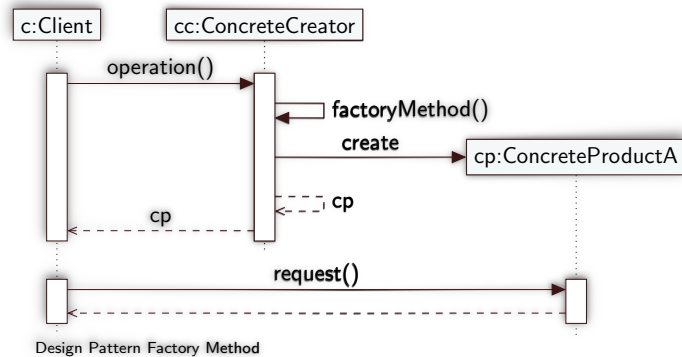 c:Client
cc:ConcreteCreator
operation()
factoryMethod()
create
cp:ConcreteProductA
cp
cp
request()
Design Pattern Factory Method